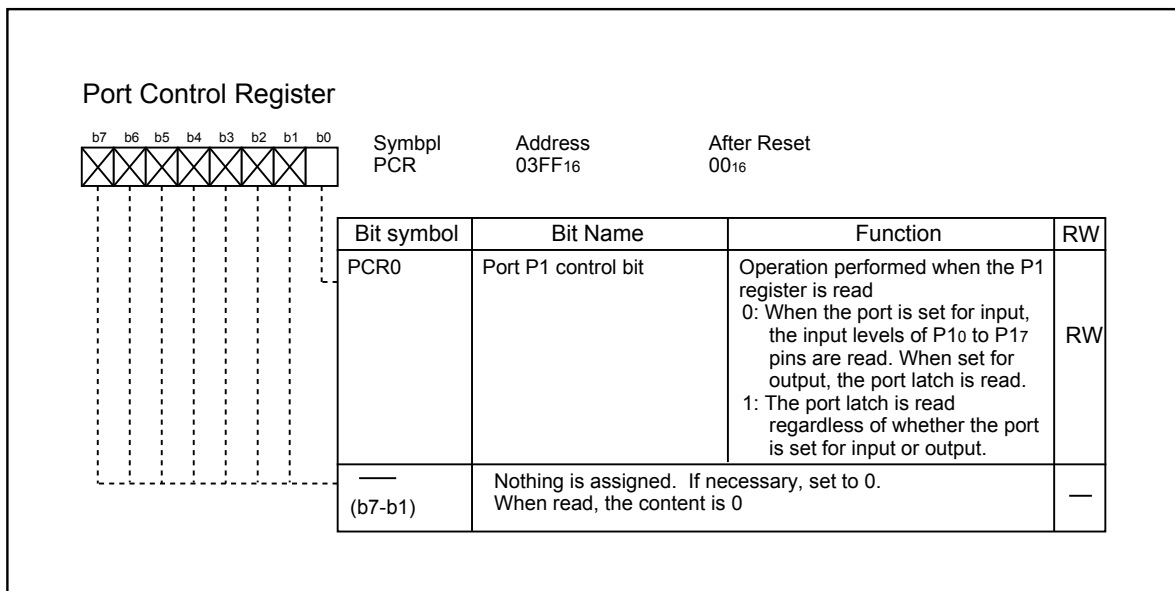 Port Control Register
b7 b6 b5 b4 b3 b2 b1 b0
Symbpl Address After Reset
PCR 03FF16 0016
Bit symbol Bit Name Function RW
PCR0 Port P1 control bit Operation performed when the P1
register is read
0: When the port is set for input,
the input levels of P10 to P17
pins are read. When set for
output, the port latch is read.
1: The port latch is read
regardless of whether the port
is set for input or output.
RW
— 
(b7-b1)
Nothing is assigned. If necessary, set to 0.
When read, the content is 0
—